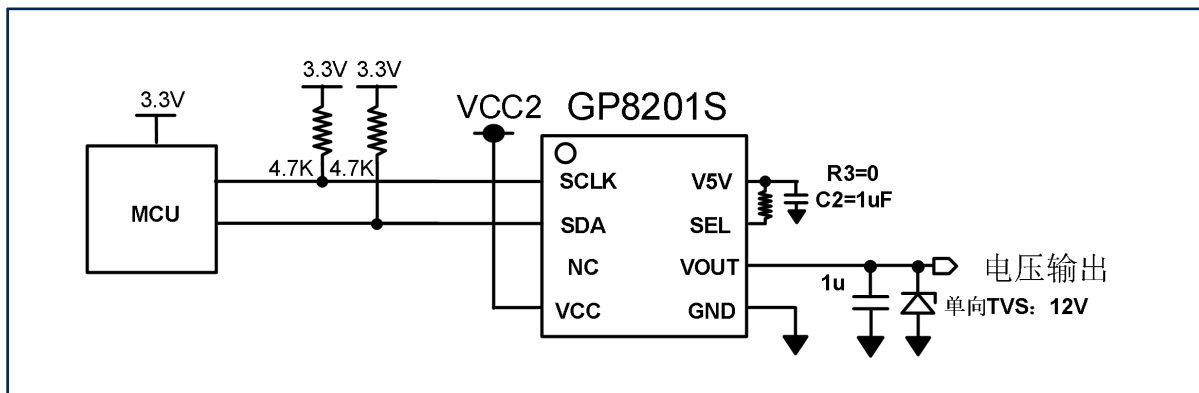 3.3V 3.3V
3.3V
VCC2 GP8201S
4.7K 4.7K
MCU
SCLK V5V
SDA SEL
NC VOUT
VCC GND
R3=0
C2=1uF
电压输出
1u
单向TVS：12V